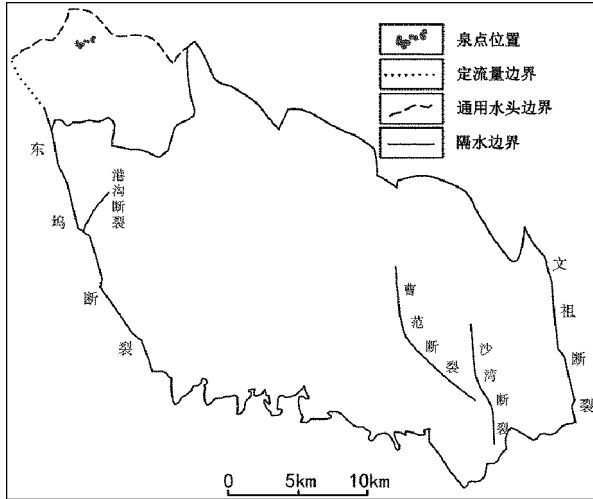 泉点位置
定流量边界
通用水头边界
隔水边界
东坞断裂
港沟断裂
曹范断裂
沙湾断裂
文祖断裂
0 5km 10km